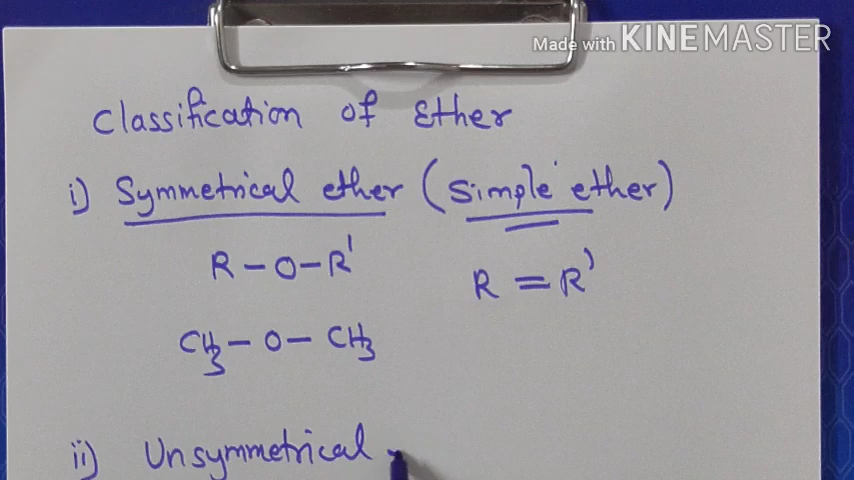 Made with KINEMASTER
Classification of Ether
i) Symmetrical ether (Simple ether)
R-O-R' R = R'
CH3-O-CH3
ii) Unsymmetrical